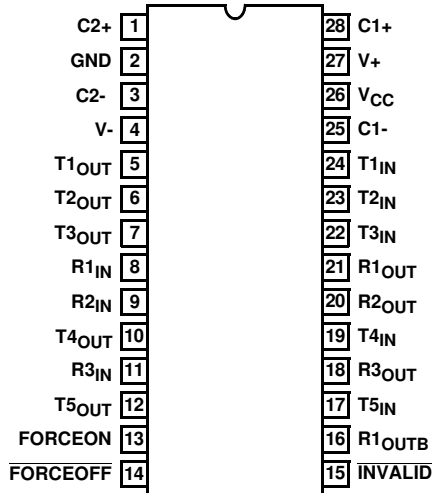 C2+ 1 28 C1+
GND 2 27 V+
C2- 3 26 VCC
V- 4 25 C1-
T1OUT 5 24 T1IN
T2OUT 6 23 T2IN
T3OUT 7 22 T3IN
R1IN 8 21 R1OUT
R2IN 9 20 R2OUT
T4OUT 10 19 T4IN
R3IN 11 18 R3OUT
T5OUT 12 17 T5IN
FORCEON 13 16 R1OUTB
FORCEOFF 14 15 INVALID